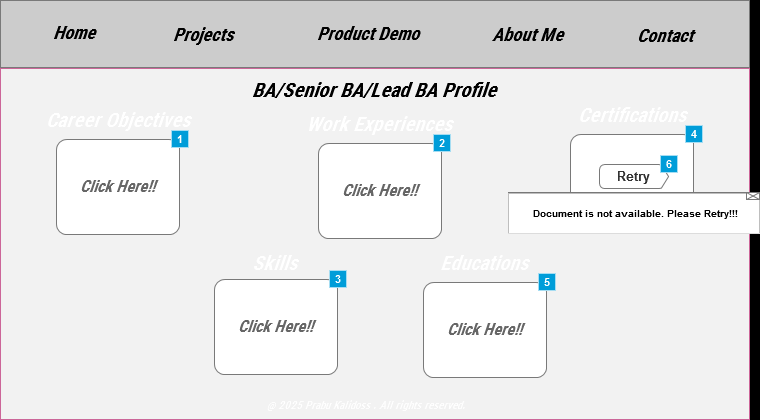 Home Projects Product Demo About Me Contact
BA/Senior BA/Lead BA Profile
Career Objectives Work Experiences Certifications
1 2 4
Click Here!! Click Here!! 6
Retry
Document is not available. Please Retry!!!
Skills Educations
3 5
Click Here!! Click Here!!
@ 2025 Prabu Kalidoss . All rights reserved.